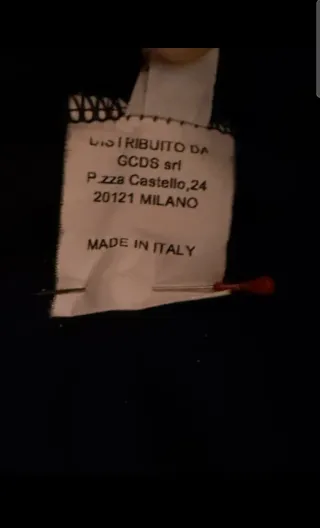 DISTRIBUITO DA
GCDS srl
P.zza Castello,24
20121 MILANO
MADE IN ITALY